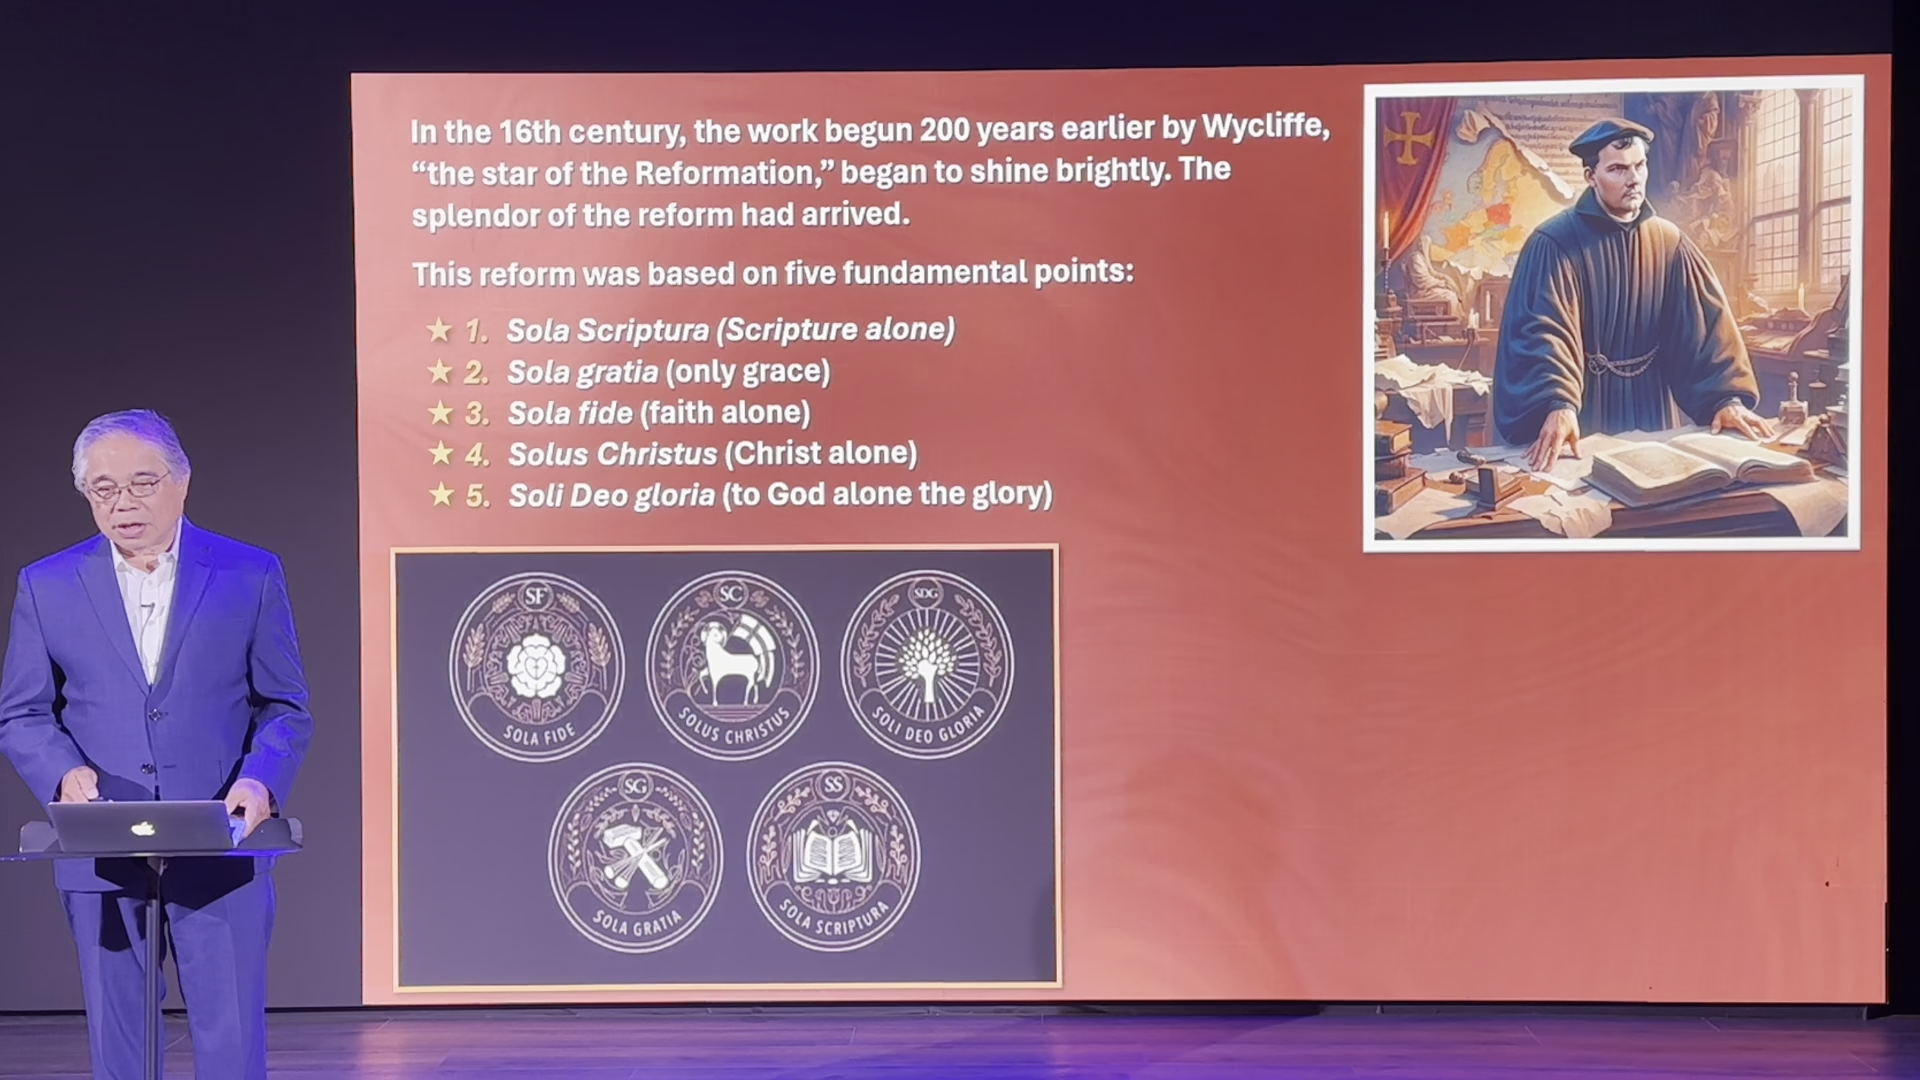 In the 16th century, the work begun 200 years earlier by Wycliffe,
“the star of the Reformation,” began to shine brightly. The
splendor of the reform had arrived.
This reform was based on five fundamental points:
★ 1. Sola Scriptura (Scripture alone)
★ 2. Sola gratia (only grace)
★ 3. Sola fide (faith alone)
★ 4. Solus Christus (Christ alone)
★ 5. Soli Deo gloria (to God alone the glory)
SF
SOLA FIDE
SC
SOLUS CHRISTUS
SDG
SOLI DEO GLORIA
SG
SOLA GRATIA
SS
SOLA SCRIPTURA